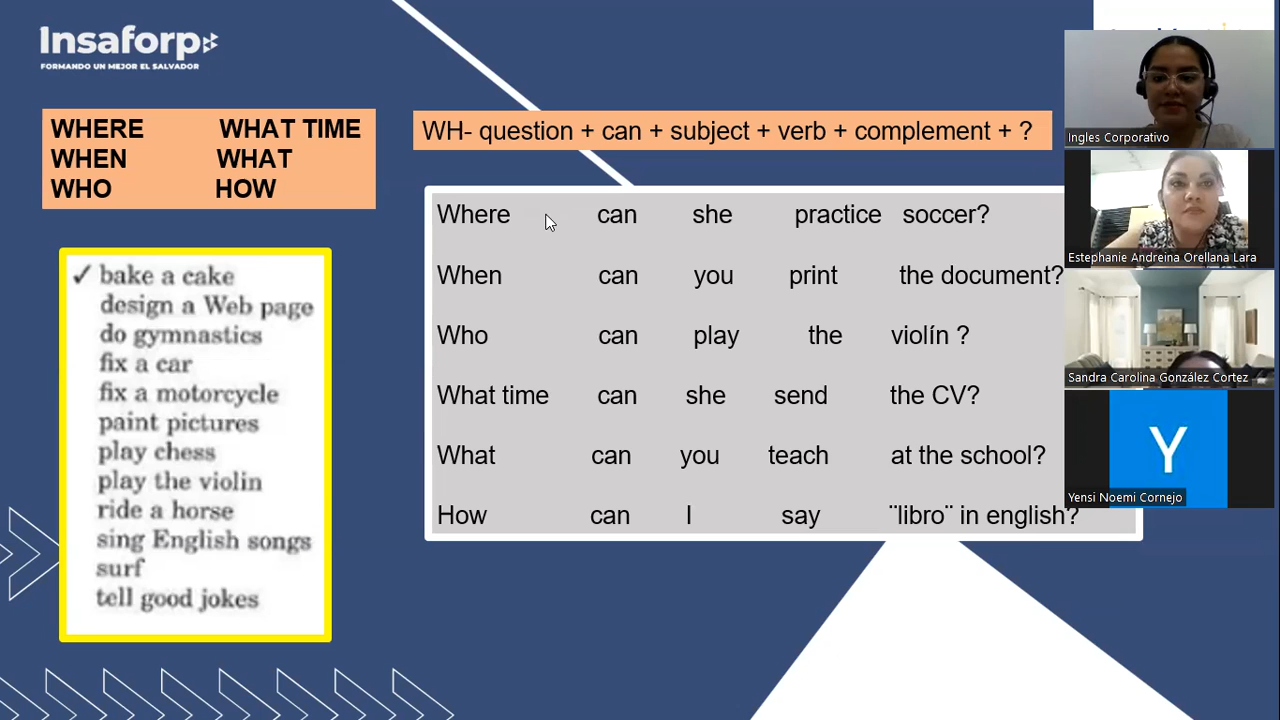 Insaforp
FORMANDO UN MEJOR EL SALVADOR
WHERE WHAT TIME
WHEN WHAT
WHO HOW
WH- question + can + subject + verb + complement + ?
✓ bake a cake
design a Web page
do gymnastics
fix a car
fix a motorcycle
paint pictures
play chess
play the violin
ride a horse
sing English songs
surf
tell good jokes
Where can she practice soccer?
When can you print the document?
Who can play the violín ?
What time can she send the CV?
What can you teach at the school?
How can I say ¨libro¨ in english?
Ingles Corporativo
Estephanie Andreina Orellana Lara
Sandra Carolina González Cortez
Y
Yensi Noemi Cornejo